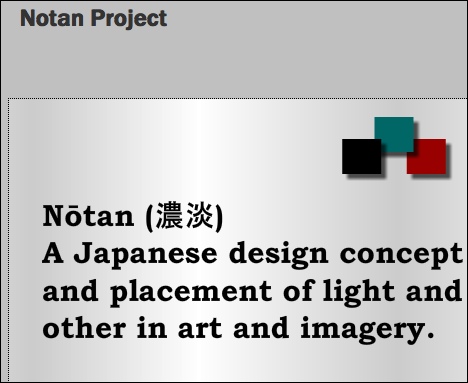 Notan Project
Nōtan (濃淡)
A Japanese design concept
and placement of light and
other in art and imagery.